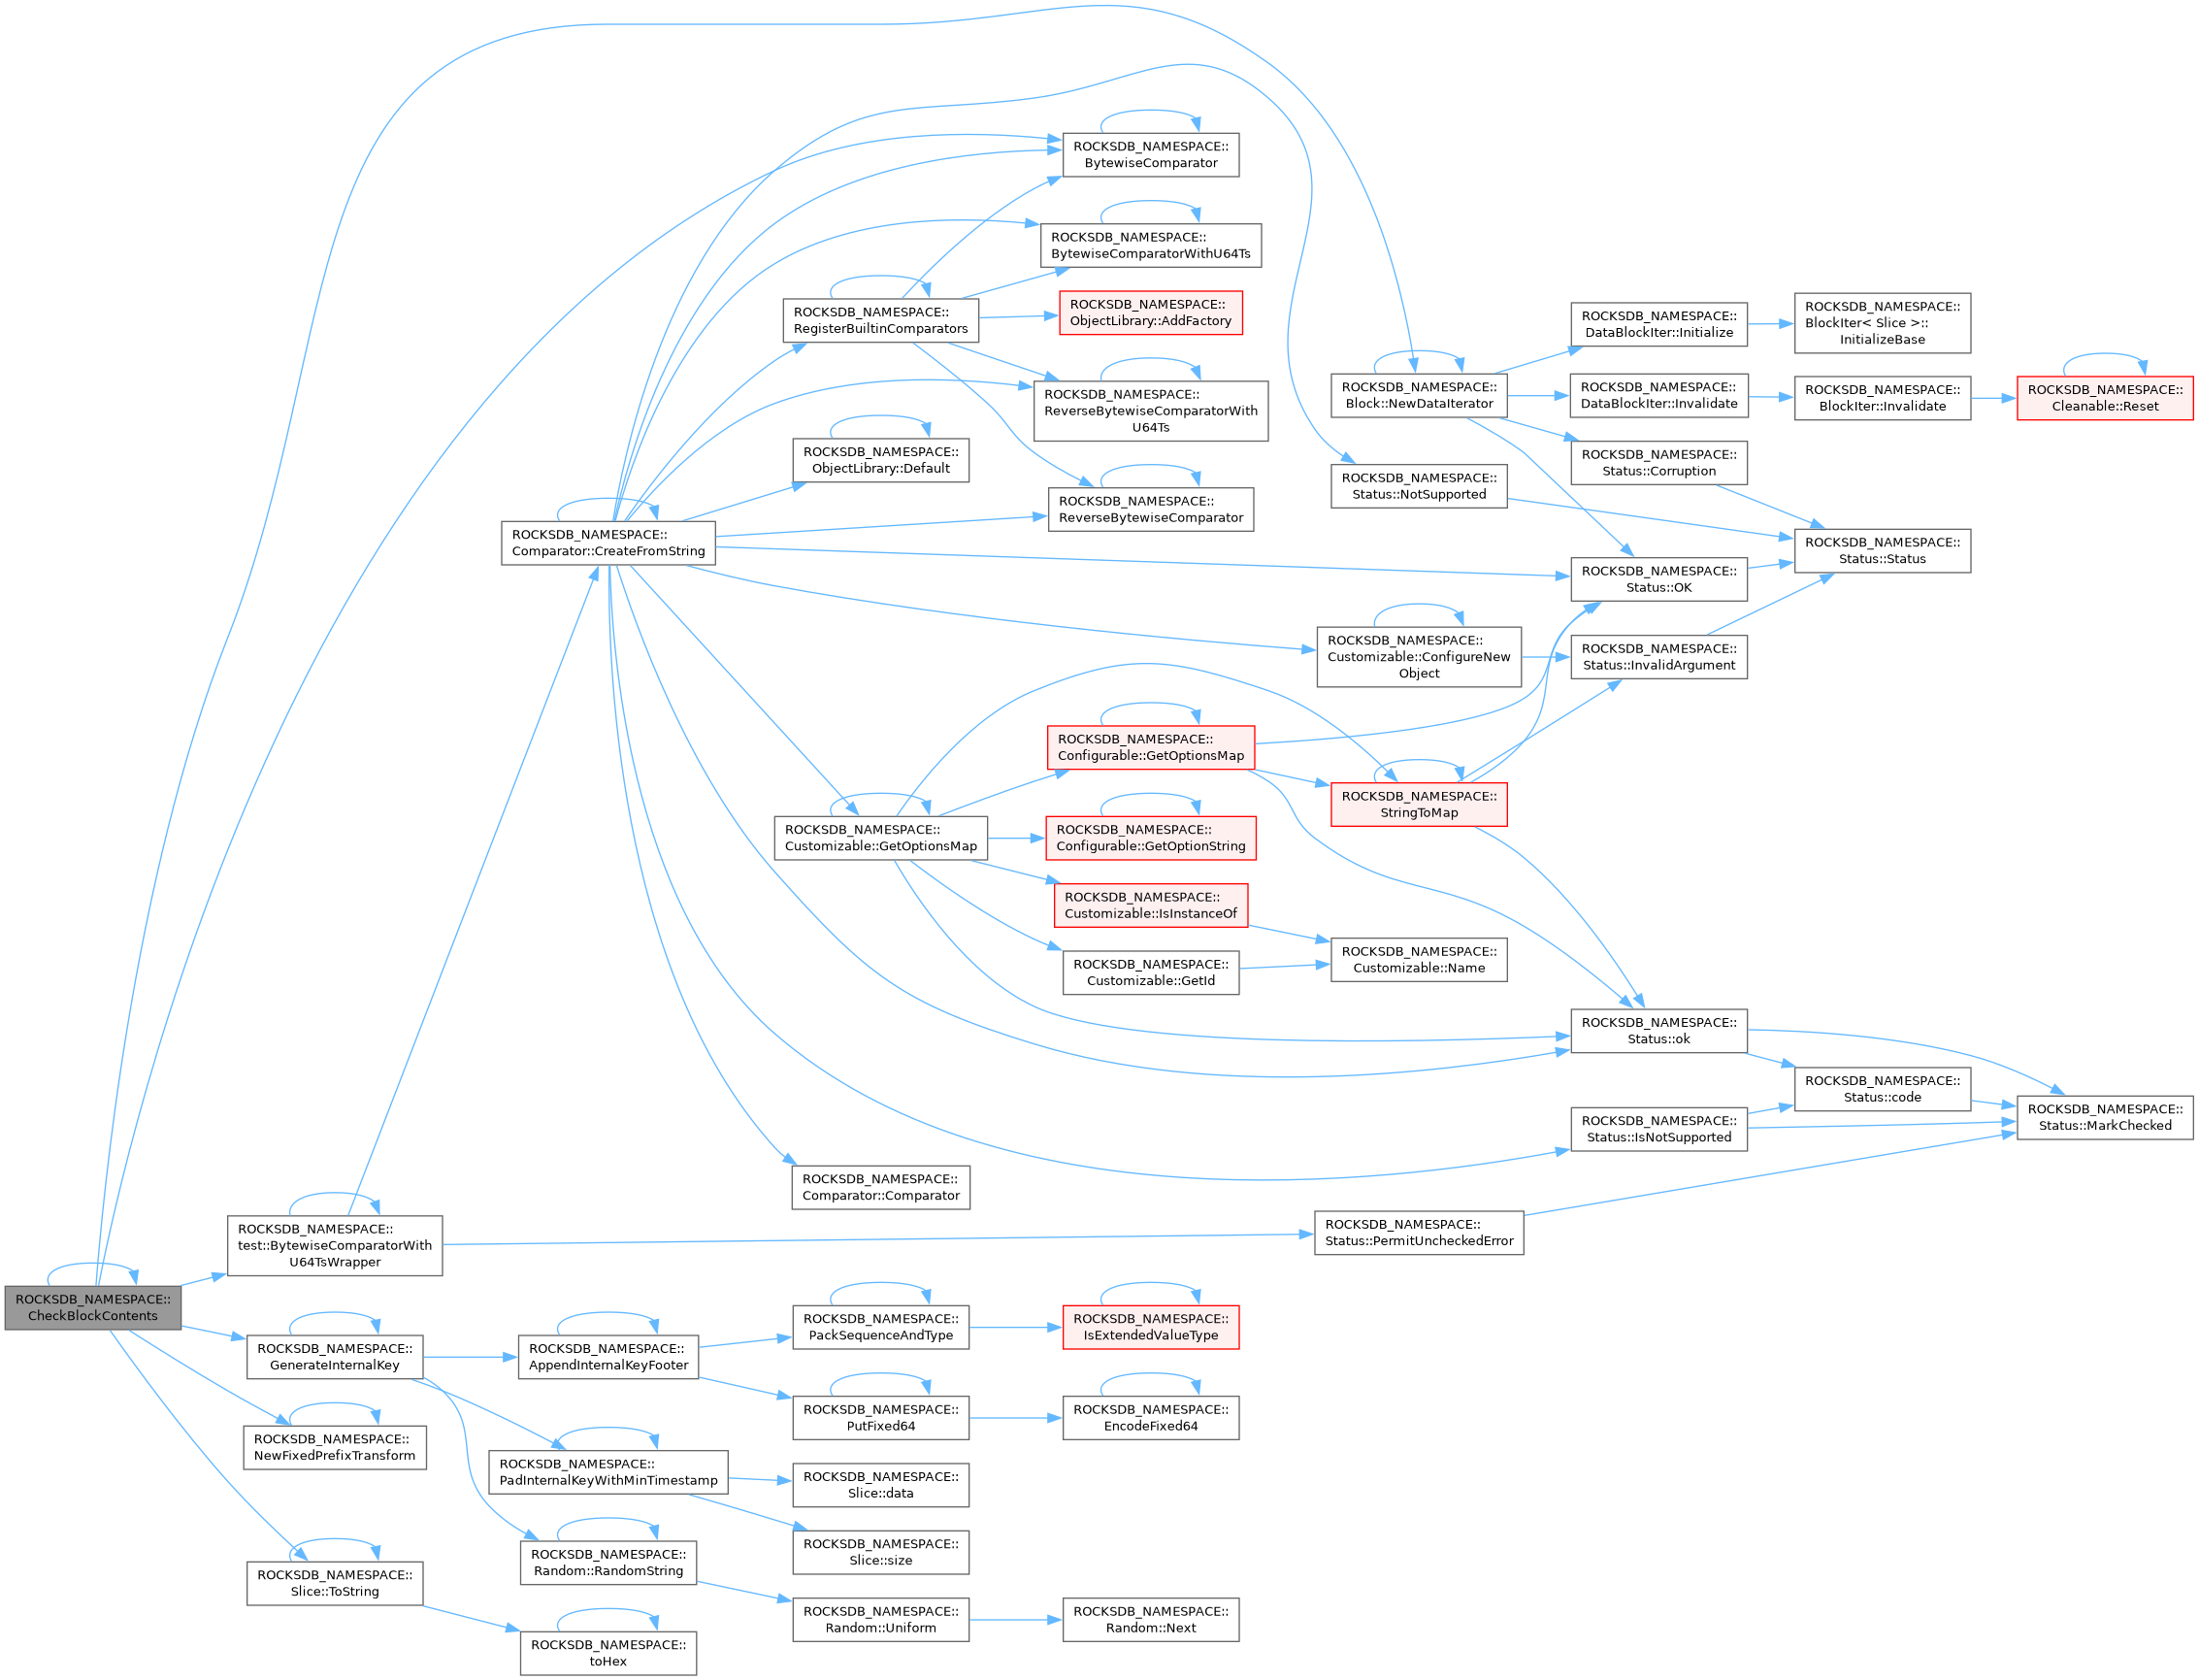 ROCKSDB_NAMESPACE::
CheckBlockContents
ROCKSDB_NAMESPACE::
test::BytewiseComparatorWith
U64TsWrapper
ROCKSDB_NAMESPACE::
GenerateInternalKey
ROCKSDB_NAMESPACE::
NewFixedPrefixTransform
ROCKSDB_NAMESPACE::
Slice::ToString
ROCKSDB_NAMESPACE::
Comparator::CreateFromString
ROCKSDB_NAMESPACE::
AppendInternalKeyFooter
ROCKSDB_NAMESPACE::
PadInternalKeyWithMinTimestamp
ROCKSDB_NAMESPACE::
Random::RandomString
ROCKSDB_NAMESPACE::
toHex
ROCKSDB_NAMESPACE::
RegisterBuiltinComparators
ROCKSDB_NAMESPACE::
ObjectLibrary::Default
ROCKSDB_NAMESPACE::
Customizable::GetOptionsMap
ROCKSDB_NAMESPACE::
Comparator::Comparator
ROCKSDB_NAMESPACE::
PackSequenceAndType
ROCKSDB_NAMESPACE::
PutFixed64
ROCKSDB_NAMESPACE::
Slice::data
ROCKSDB_NAMESPACE::
Slice::size
ROCKSDB_NAMESPACE::
Random::Uniform
ROCKSDB_NAMESPACE::
BytewiseComparator
ROCKSDB_NAMESPACE::
BytewiseComparatorWithU64Ts
ROCKSDB_NAMESPACE::
ObjectLibrary::AddFactory
ROCKSDB_NAMESPACE::
ReverseBytewiseComparatorWith
U64Ts
ROCKSDB_NAMESPACE::
ReverseBytewiseComparator
ROCKSDB_NAMESPACE::
Configurable::GetOptionsMap
ROCKSDB_NAMESPACE::
Configurable::GetOptionString
ROCKSDB_NAMESPACE::
Customizable::IsInstanceOf
ROCKSDB_NAMESPACE::
Customizable::GetId
ROCKSDB_NAMESPACE::
IsExtendedValueType
ROCKSDB_NAMESPACE::
EncodeFixed64
ROCKSDB_NAMESPACE::
Random::Next
ROCKSDB_NAMESPACE::
Block::NewDataIterator
ROCKSDB_NAMESPACE::
Status::NotSupported
ROCKSDB_NAMESPACE::
Customizable::ConfigureNew
Object
ROCKSDB_NAMESPACE::
StringToMap
ROCKSDB_NAMESPACE::
Customizable::Name
ROCKSDB_NAMESPACE::
Status::PermitUncheckedError
ROCKSDB_NAMESPACE::
DataBlockIter::Initialize
ROCKSDB_NAMESPACE::
DataBlockIter::Invalidate
ROCKSDB_NAMESPACE::
Status::Corruption
ROCKSDB_NAMESPACE::
Status::OK
ROCKSDB_NAMESPACE::
Status::InvalidArgument
ROCKSDB_NAMESPACE::
Status::ok
ROCKSDB_NAMESPACE::
Status::IsNotSupported
ROCKSDB_NAMESPACE::
BlockIter< Slice >::
InitializeBase
ROCKSDB_NAMESPACE::
BlockIter::Invalidate
ROCKSDB_NAMESPACE::
Status::Status
ROCKSDB_NAMESPACE::
Status::code
ROCKSDB_NAMESPACE::
Cleanable::Reset
ROCKSDB_NAMESPACE::
Status::MarkChecked